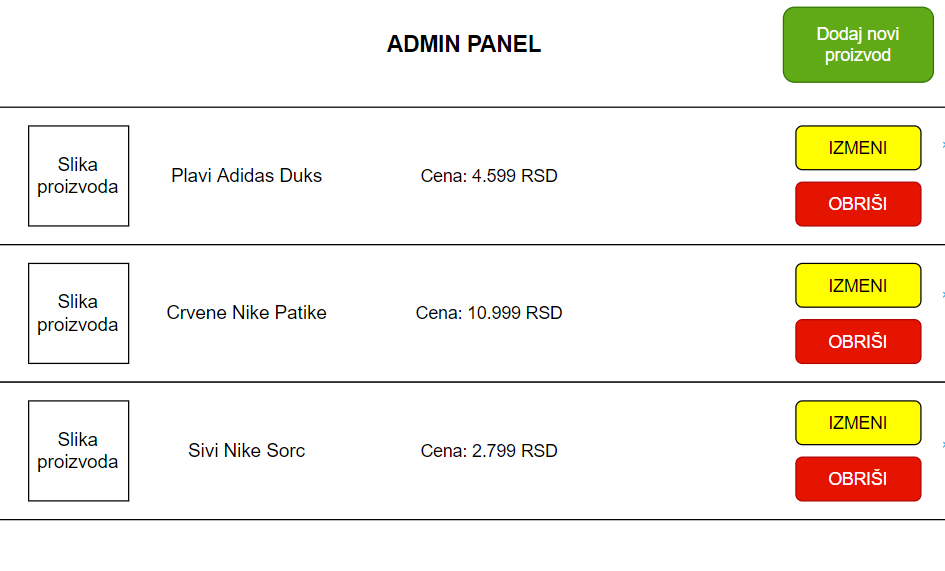 ADMIN PANEL
Dodaj novi
proizvod
Slika
proizvoda
Plavi Adidas Duks
Cena: 4.599 RSD
IZMENI
OBRIŠI
Slika
proizvoda
Crvene Nike Patike
Cena: 10.999 RSD
IZMENI
OBRIŠI
Slika
proizvoda
Sivi Nike Sorc
Cena: 2.799 RSD
IZMENI
OBRIŠI